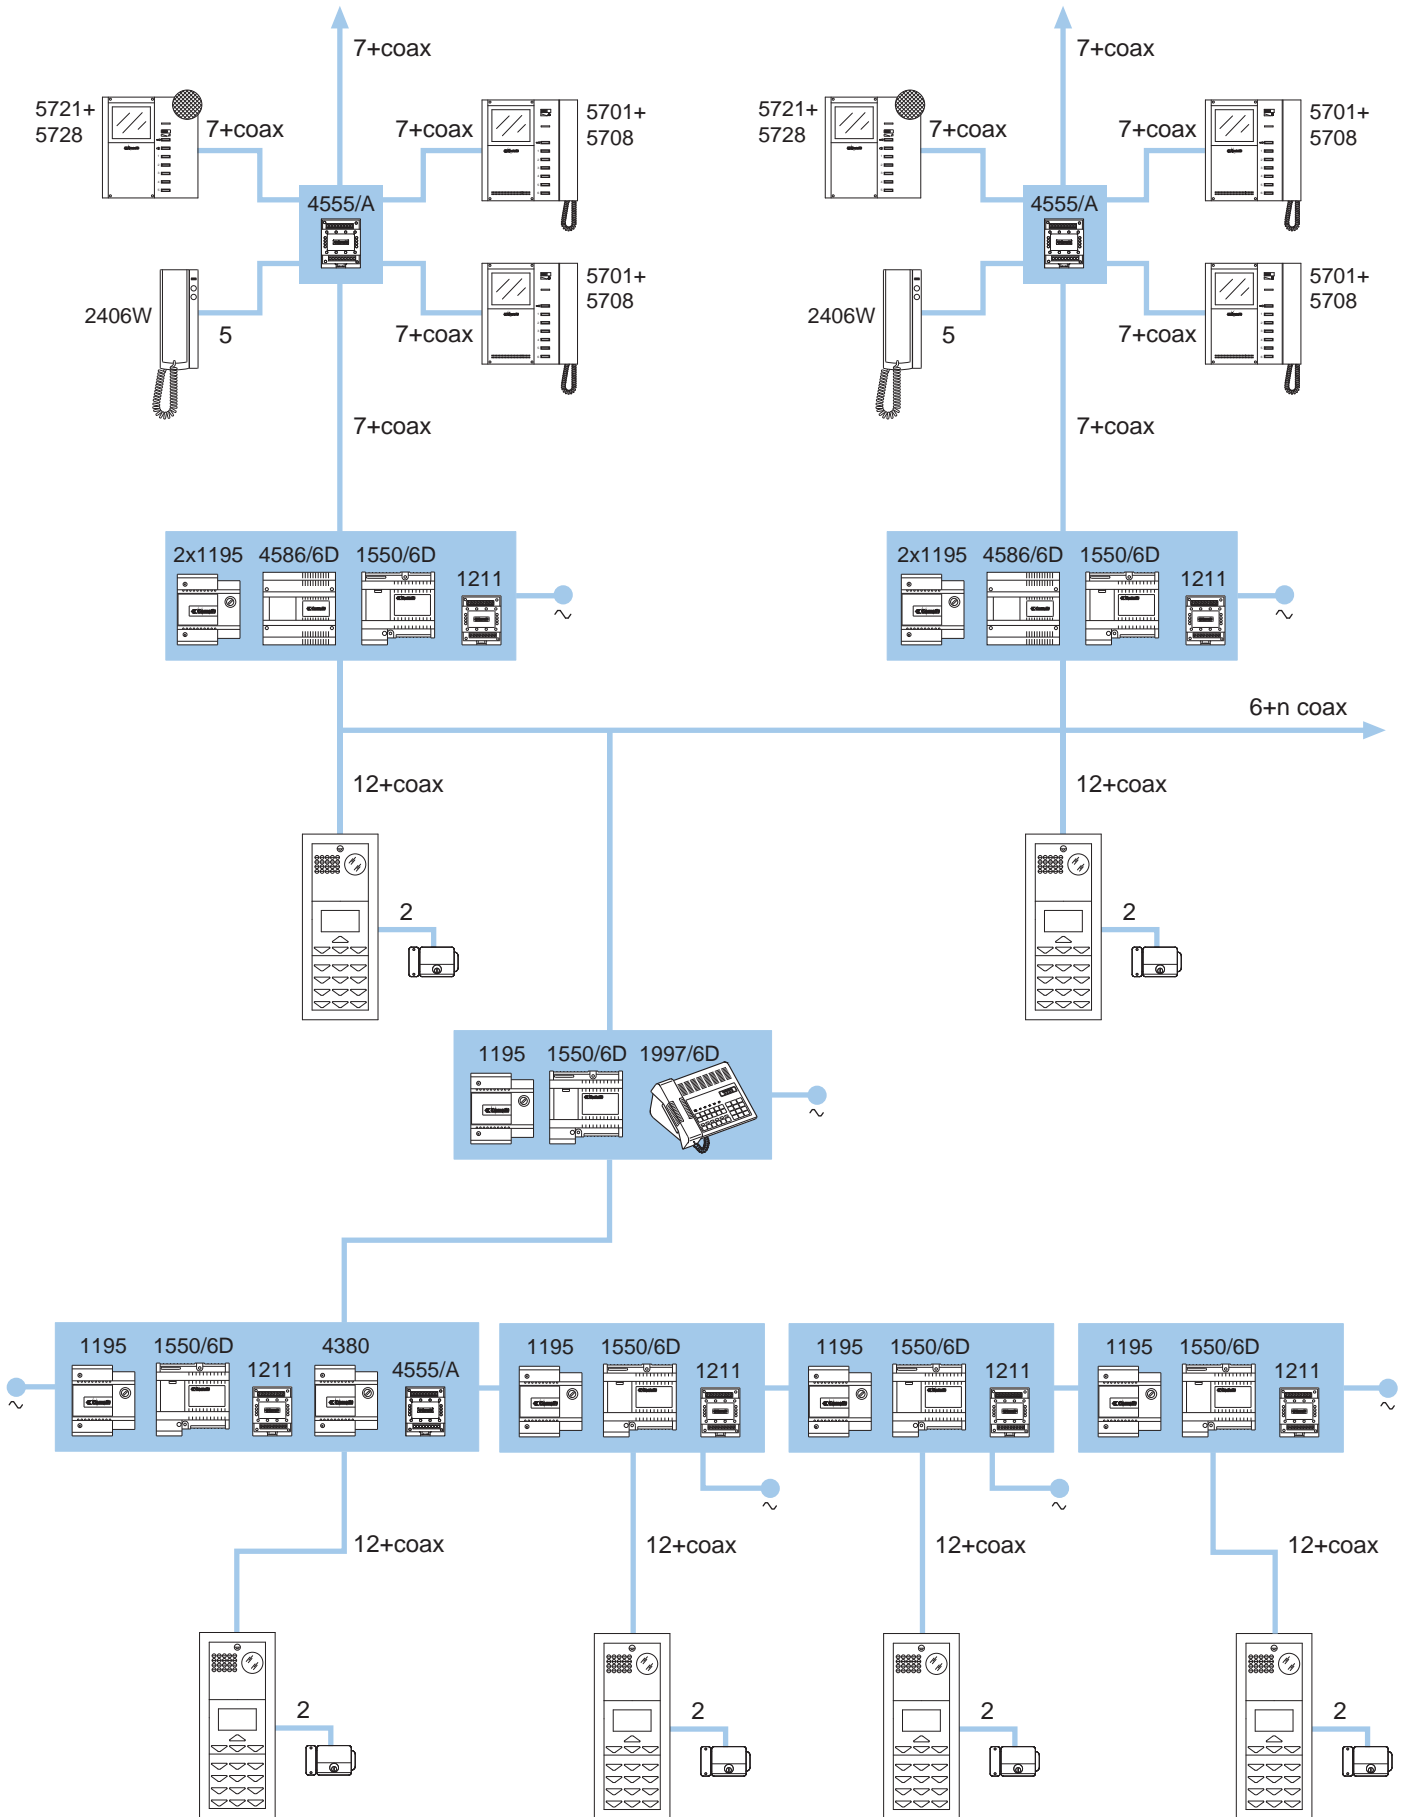 7+coax
7+coax
5721+
5728
7+coax
7+coax
5701+
5708
5721+
5728
7+coax
7+coax
5701+
5708
4555/A
4555/A
2406W
5
7+coax
5701+
5708
2406W
5
7+coax
5701+
5708
7+coax
7+coax
2x1195
4586/6D
1550/6D
1211
~
2x1195
4586/6D
1550/6D
1211
~
6+n coax
12+coax
12+coax
2
2
1195
1550/6D
1997/6D
~
1195
1550/6D
1211
4380
4555/A
~
1195
1550/6D
1211
~
1195
1550/6D
1211
~
1195
1550/6D
1211
~
12+coax
12+coax
12+coax
12+coax
2
2
2
2